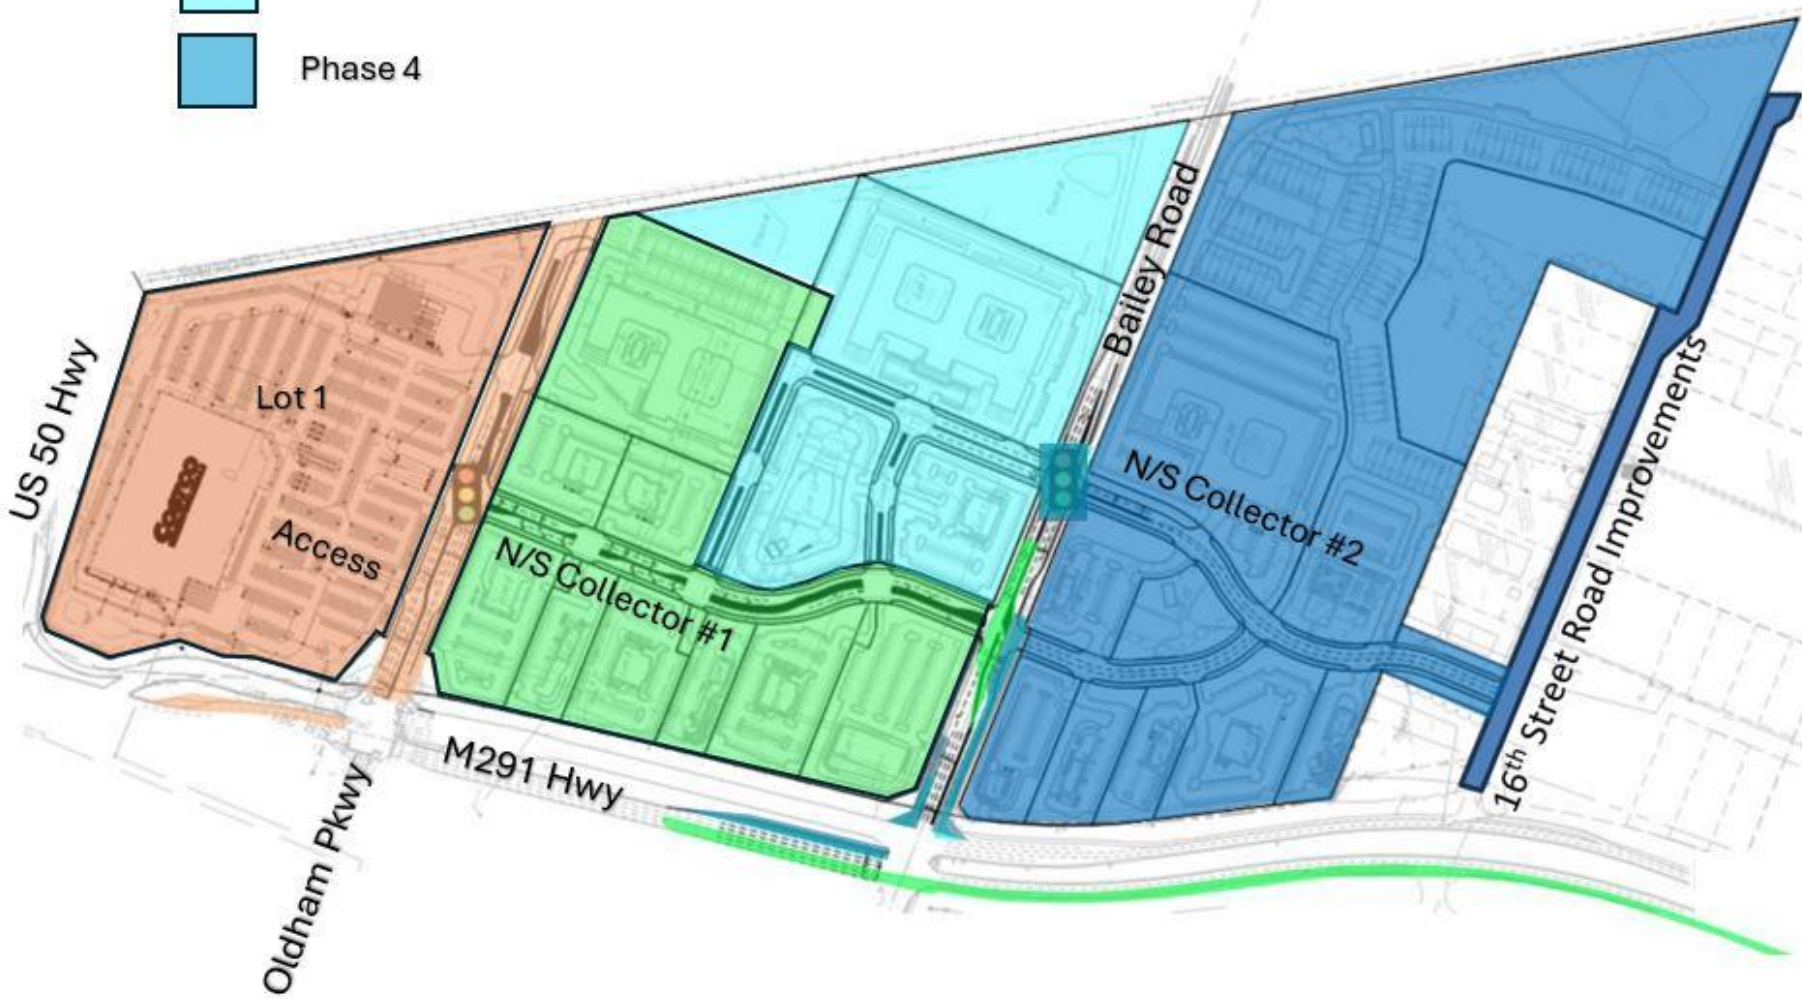 Phase 4
Bailey Road
US 50 Hwy
Lot 1
Costco
Access
N/S Collector #1
N/S Collector #2
16th Street Road Improvements
M291 Hwy
Oldham Pkwy